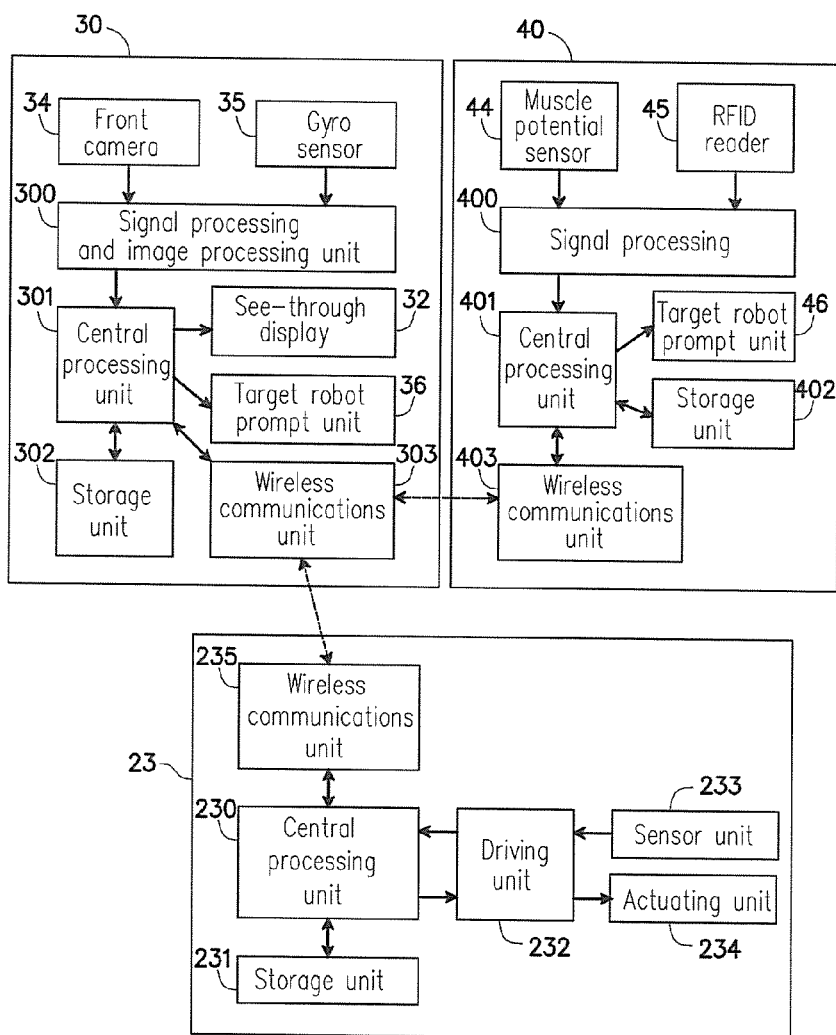 30
40
34
Front
camera
35
Gyro
sensor
44
Muscle
potential
sensor
45
RFID
reader
300
Signal processing
and image processing unit
400
Signal processing
301
Central
processing
unit
See-through
display
32
Target robot
prompt unit
36
302
Storage
unit
303
Wireless
communications
unit
401
Central
processing
unit
Target robot
prompt unit
46
Storage
unit
402
403
Wireless
communications
unit
235
Wireless
communications
unit
23
230
Central
processing
unit
Driving
unit
232
233
Sensor unit
Actuating unit
234
231
Storage unit